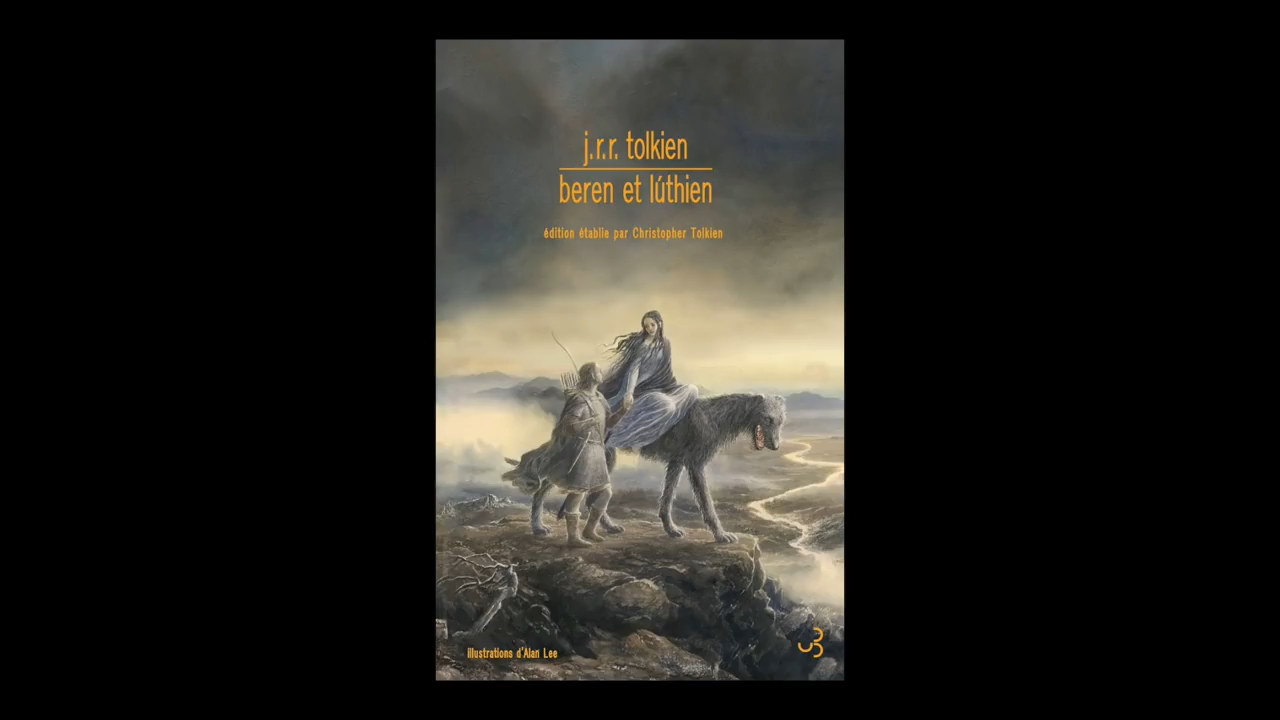 j.r.r. tolkien
beren et lúthien
édition établie par Christopher Tolkien
illustrations d'Alan Lee